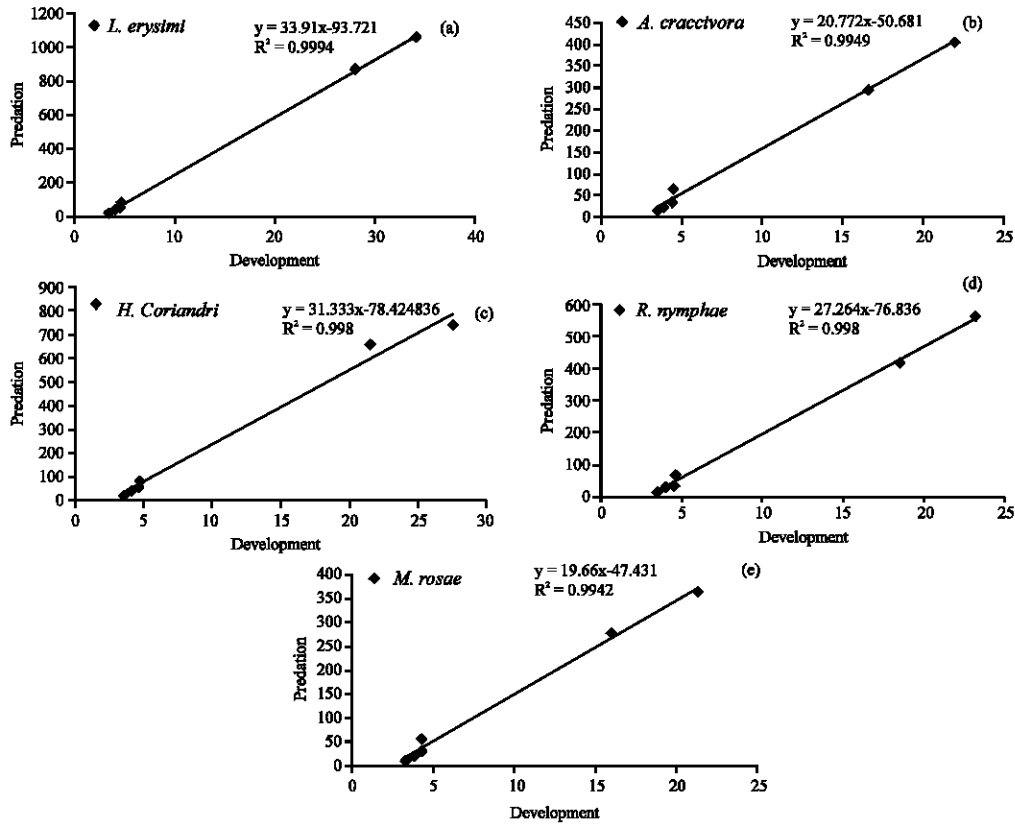 L. erysimi
y = 33.91x-93.721
R² = 0.9994
(a)
Predation
1200
1000
800
600
400
200
0
0 10 20 30 40
Development
A. craccivora
y = 20.772x-50.681
R² = 0.9949
(b)
Predation
450
400
350
300
250
200
150
100
50
0
0 5 10 15 20 25
Development
H. Coriandri
y = 31.333x-78.424836
R² = 0.998
(c)
Predation
900
800
700
600
500
400
300
200
100
0
0 5 10 15 20 25 30
Development
(d)
R. nymphae
y = 27.264x-76.836
R² = 0.998
Predation
600
500
400
300
200
100
0
0 5 10 15 20 25
Development
M. rosae
y = 19.66x-47.431
R² = 0.9942
(e)
Predation
400
350
300
250
200
150
100
50
0
0 5 10 15 20 25
Development